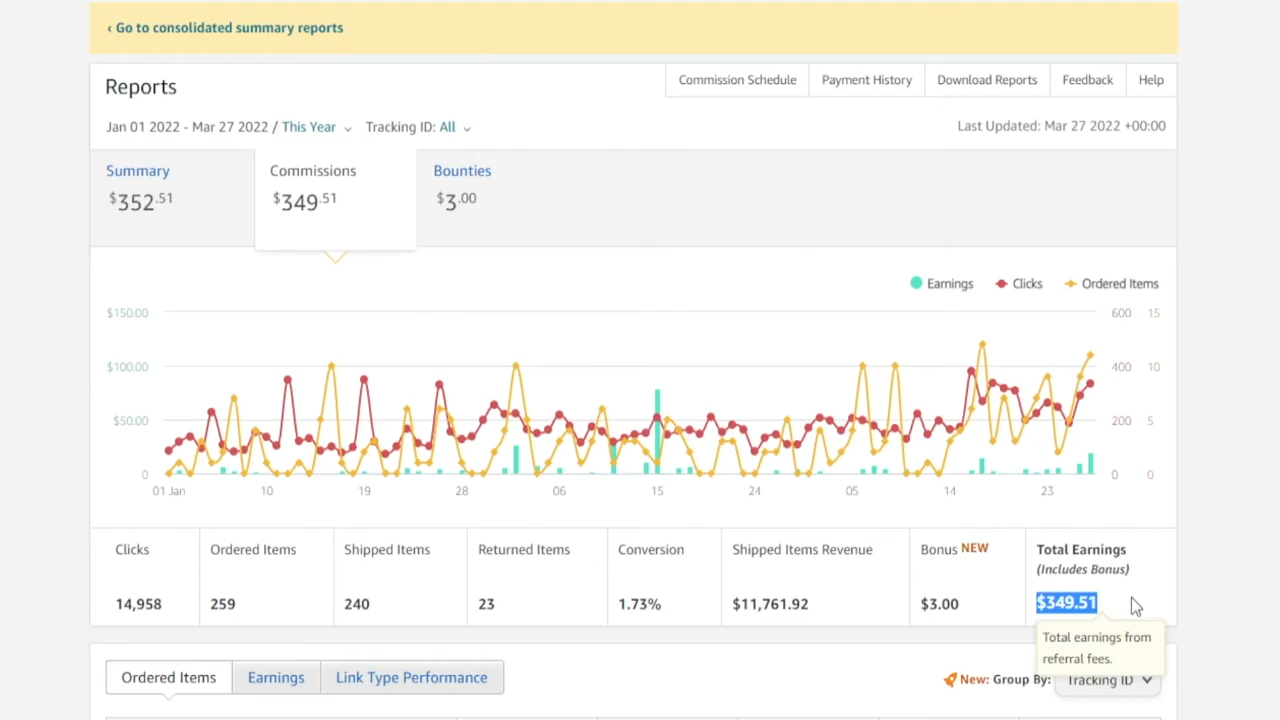 ‹ Go to consolidated summary reports
Reports
Commission Schedule Payment History Download Reports Feedback Help
Jan 01 2022 - Mar 27 2022 / This Year Tracking ID: All
Last Updated: Mar 27 2022 +00:00
Summary Commissions Bounties
$352.51 $349.51 $3.00
Earnings Clicks Ordered Items
$150.00 600 15
$100.00 400 10
$50.00 200 5
0 0 0
01 Jan 10 19 28 06 15 24 05 14 23
Clicks Ordered Items Shipped Items Returned Items Conversion Shipped Items Revenue Bonus NEW Total Earnings
(Includes Bonus)
14,958 259 240 23 1.73% $11,761.92 $3.00 $349.51
Total earnings from
referral fees.
Ordered Items Earnings Link Type Performance New: Group By: Tracking ID